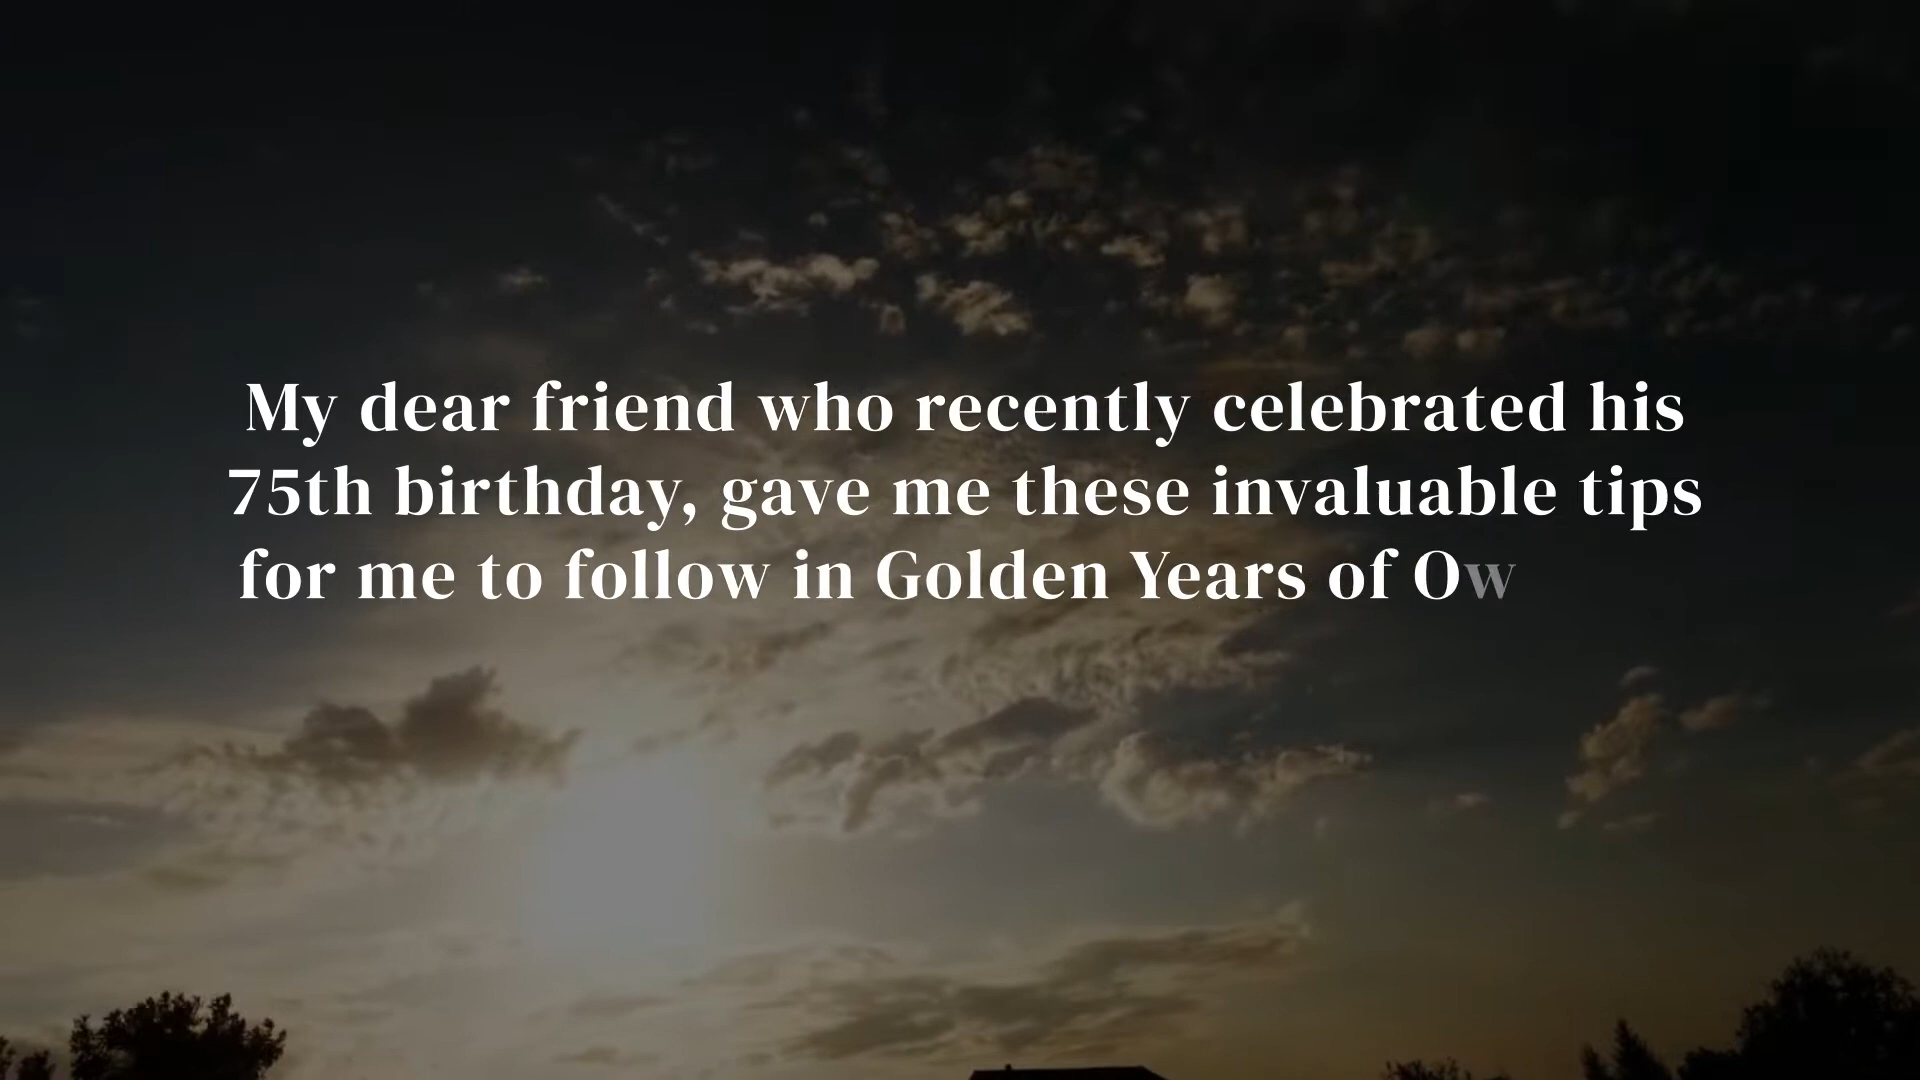 My dear friend who recently celebrated his
75th birthday, gave me these invaluable tips
for me to follow in Golden Years of Ow